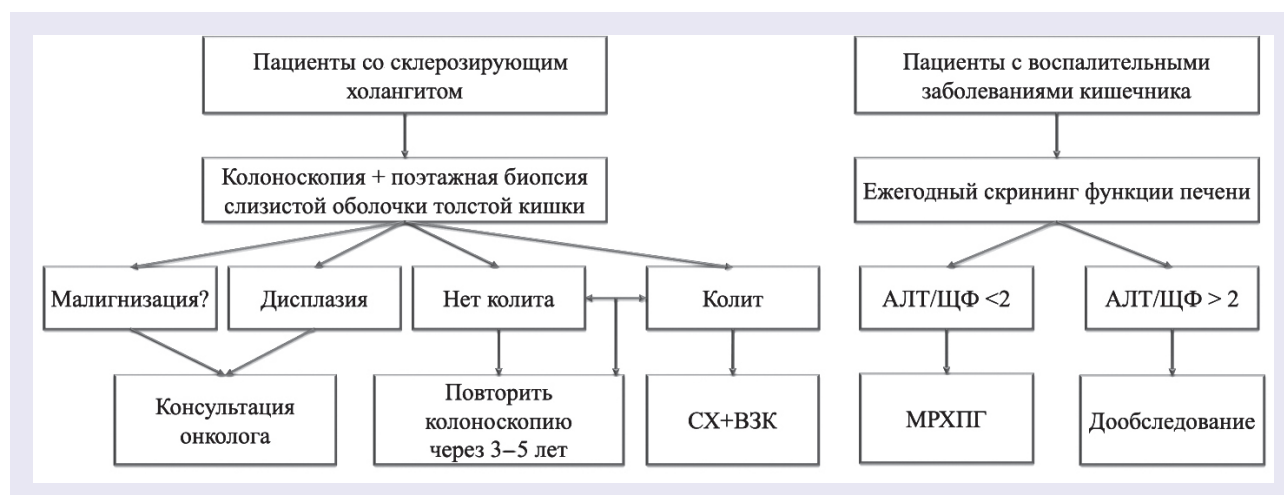 Пациенты со склерозирующим
холангитом
Пациенты с воспалительными
заболеваниями кишечника
Колоноскопия + поэтажная биопсия
слизистой оболочки толстой кишки
Ежегодный скрининг функции печени
Малигнизация?
Дисплазия
Нет колита
Колит
АЛТ/ЩФ <2
АЛТ/ЩФ > 2
Консультация
онколога
Повторить
колоноскопию
через 3–5 лет
СХ+ВЗК
МРХПГ
Дообследование